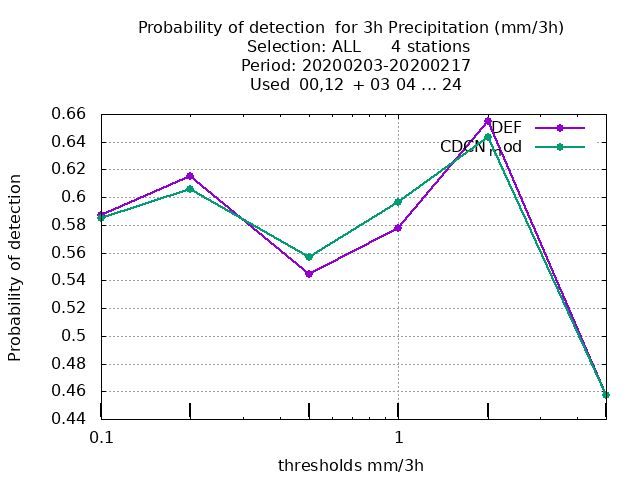 Probability of detection  for 3h Precipitation (mm/3h)
Selection: ALL      4 stations
Period: 20200203-20200217
Used  00,12  + 03 04 ... 24
0.66
0.64
0.62
0.6
0.58
0.56
0.54
0.52
0.5
0.48
0.46
0.44
Probability of detection
DEF
CDCN_mod
0.1
1
thresholds mm/3h